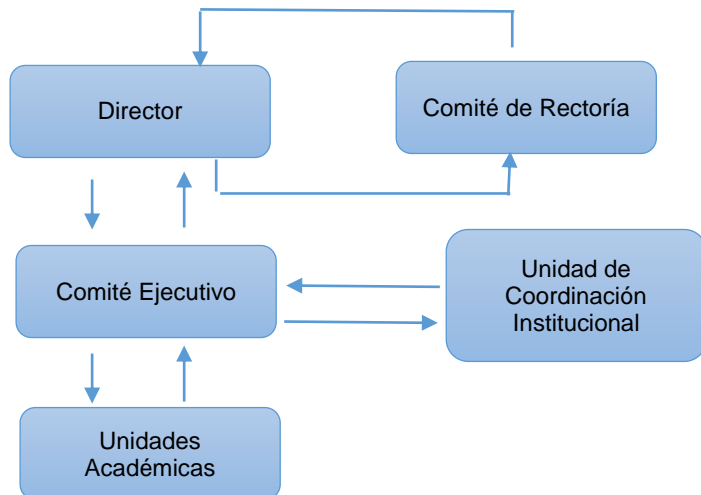 Director
Comité de Rectoría
Comité Ejecutivo
Unidad de
Coordinación
Institucional
Unidades
Académicas